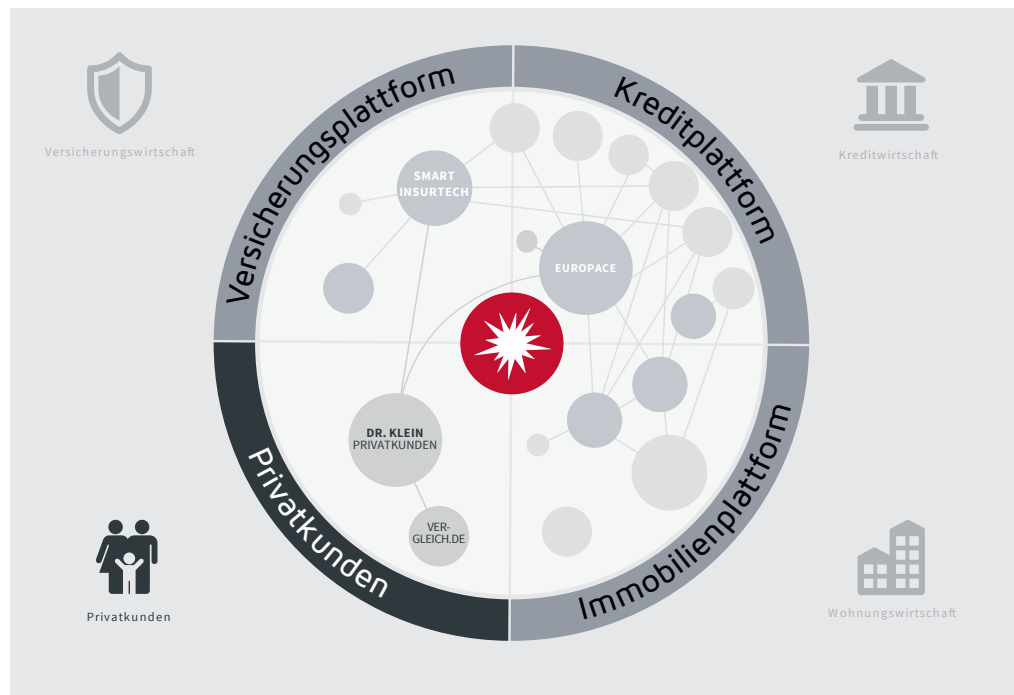 Versicherungswirtschaft
Kreditwirtschaft
Versicherungsplattform
Kreditplattform
SMART
INSURTECH
EUROPACE
DR. KLEIN
PRIVATKUNDEN
VER-
GLEICH.DE
Privatkunden
Immobilienplattform
Privatkunden
Wohnungswirtschaft